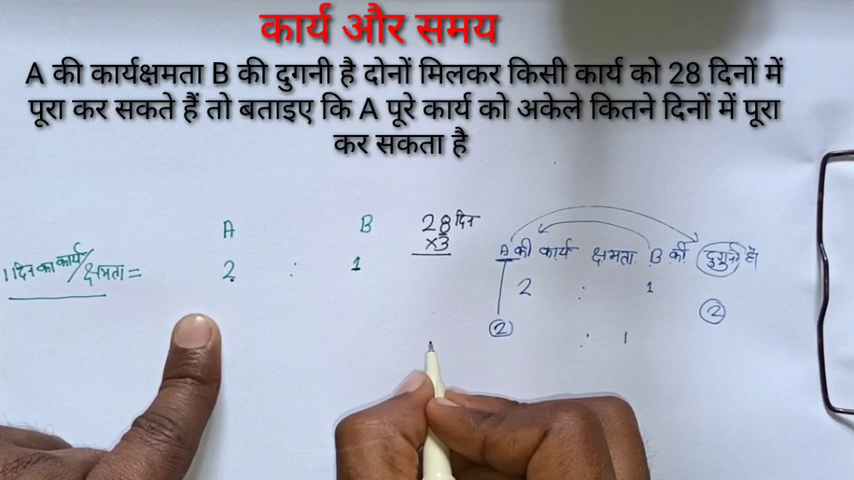 कार्य और समय
A की कार्यक्षमता B की दुगनी है दोनों मिलकर किसी कार्य को 28 दिनों में
पूरा कर सकते हैं तो बताइए कि A पूरे कार्य को अकेले कितने दिनों में पूरा
कर सकता है
A B 28 दिन
×3
1 दिन का कार्य/क्षमता = 2 : 1
A की कार्य क्षमता B की दुगुनी है
2 : 1
2
2 : 1